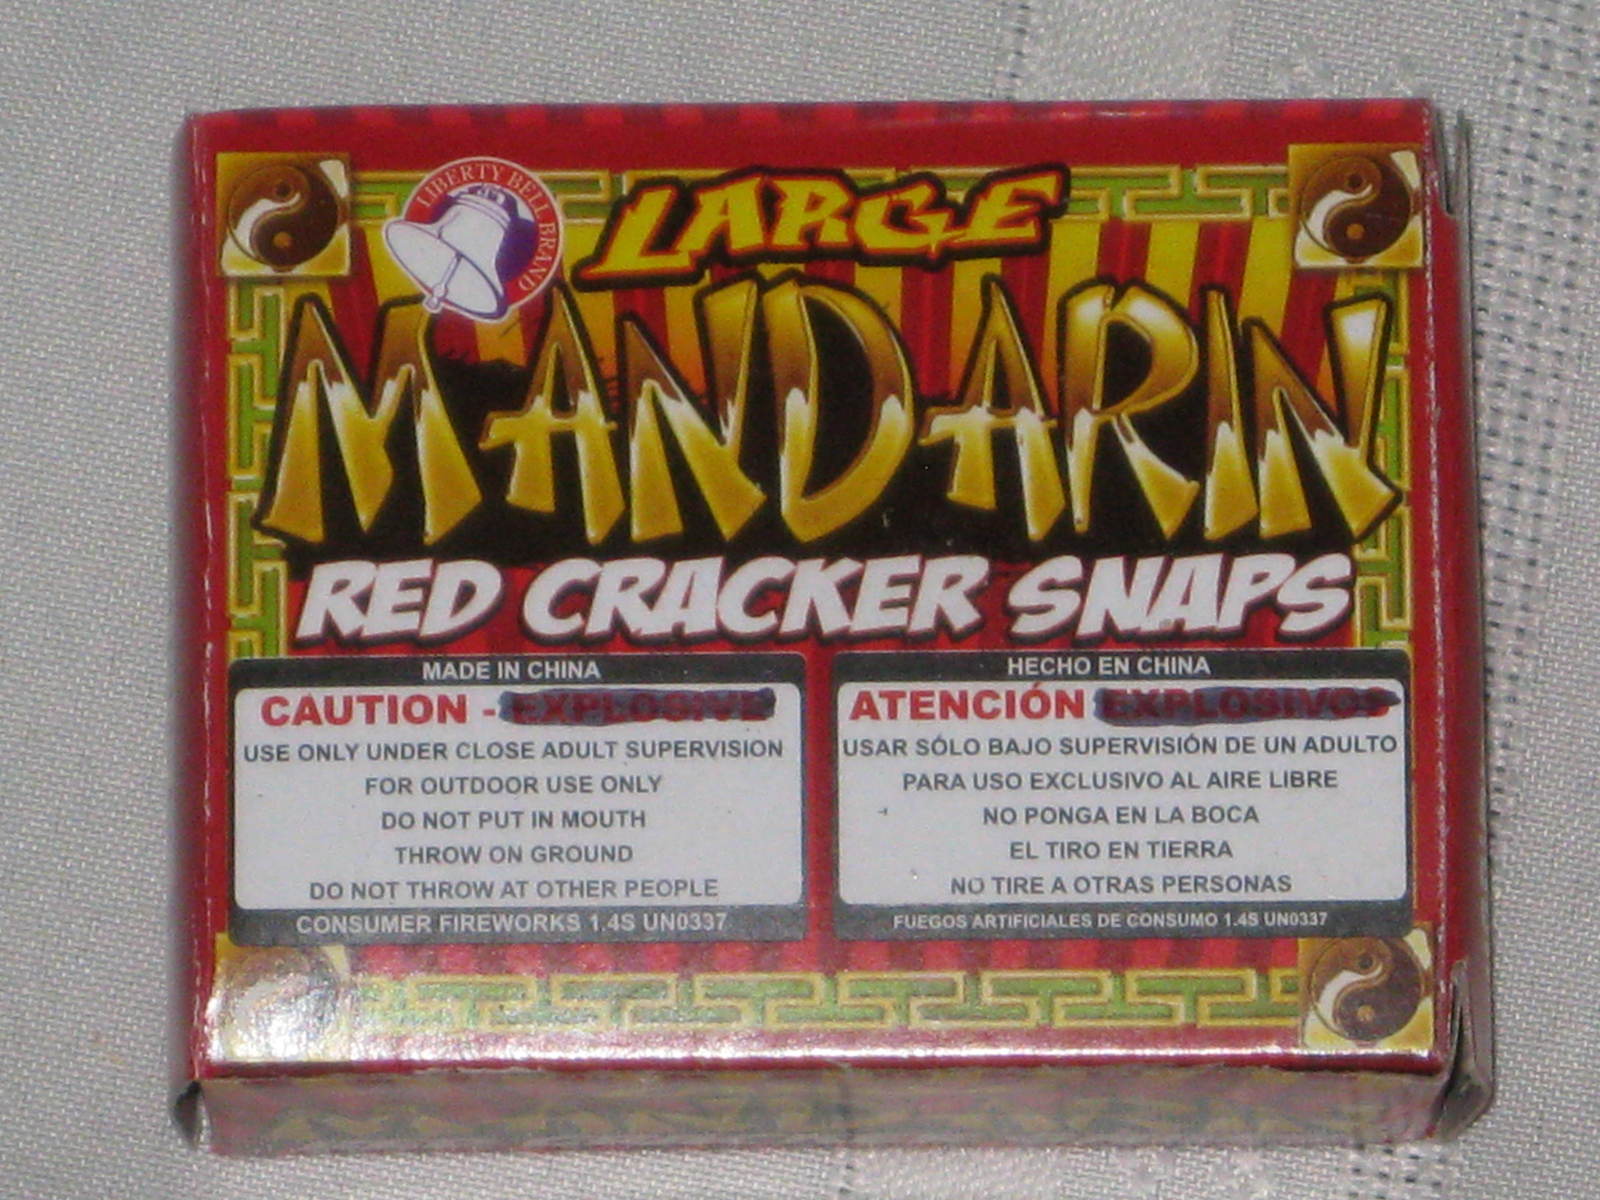 LIBERTY BELL BRAND
LARGE
MANDARIN
RED CRACKER SNAPS
MADE IN CHINA
CAUTION - EXPLOSIVE
USE ONLY UNDER CLOSE ADULT SUPERVISION
FOR OUTDOOR USE ONLY
DO NOT PUT IN MOUTH
THROW ON GROUND
DO NOT THROW AT OTHER PEOPLE
CONSUMER FIREWORKS 1.4S UN0337
HECHO EN CHINA
ATENCIÓN EXPLOSIVOS
USAR SÓLO BAJO SUPERVISIÓN DE UN ADULTO
PARA USO EXCLUSIVO AL AIRE LIBRE
NO PONGA EN LA BOCA
EL TIRO EN TIERRA
NO TIRE A OTRAS PERSONAS
FUEGOS ARTIFICIALES DE CONSUMO 1.4S UN0337